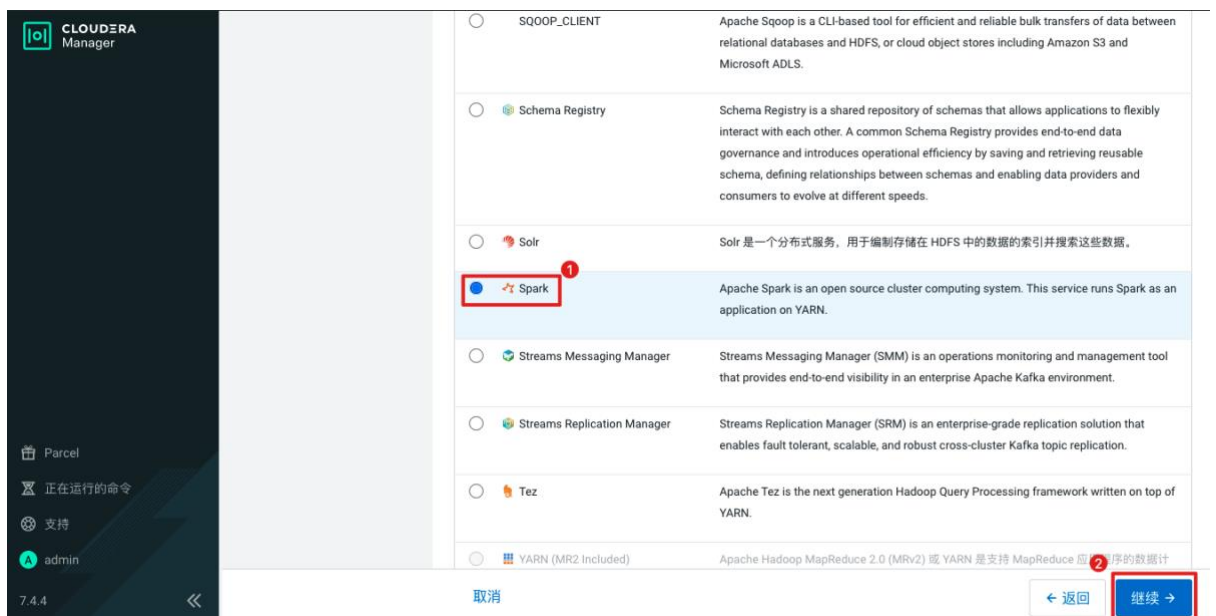 CLOUDERA
Manager
SQOOP_CLIENT
Apache Sqoop is a CLI-based tool for efficient and reliable bulk transfers of data between
relational databases and HDFS, or cloud object stores including Amazon S3 and
Microsoft ADLS.
Schema Registry
Schema Registry is a shared repository of schemas that allows applications to flexibly
interact with each other. A common Schema Registry provides end-to-end data
governance and introduces operational efficiency by saving and retrieving reusable
schema, defining relationships between schemas and enabling data providers and
consumers to evolve at different speeds.
Solr
Solr 是一个分布式服务，用于编制存储在 HDFS 中的数据的索引并搜索这些数据。
1
Spark
Apache Spark is an open source cluster computing system. This service runs Spark as an
application on YARN.
Streams Messaging Manager
Streams Messaging Manager (SMM) is an operations monitoring and management tool
that provides end-to-end visibility in an enterprise Apache Kafka environment.
Streams Replication Manager
Streams Replication Manager (SRM) is an enterprise-grade replication solution that
enables fault tolerant, scalable, and robust cross-cluster Kafka topic replication.
Tez
Apache Tez is the next generation Hadoop Query Processing framework written on top of
YARN.
YARN (MR2 Included)
Apache Hadoop MapReduce 2.0 (MRv2) 或 YARN 是支持 MapReduce 应 程序的数据计
2
Parcel
正在运行的命令
支持
A admin
7.4.4
取消
← 返回
继续 →